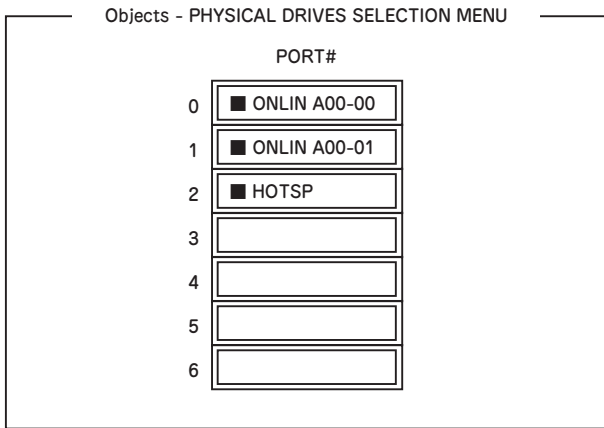 Objects - PHYSICAL DRIVES SELECTION MENU
PORT#
0 ■ ONLIN A00-00
1 ■ ONLIN A00-01
2 ■ HOTSP
3
4
5
6